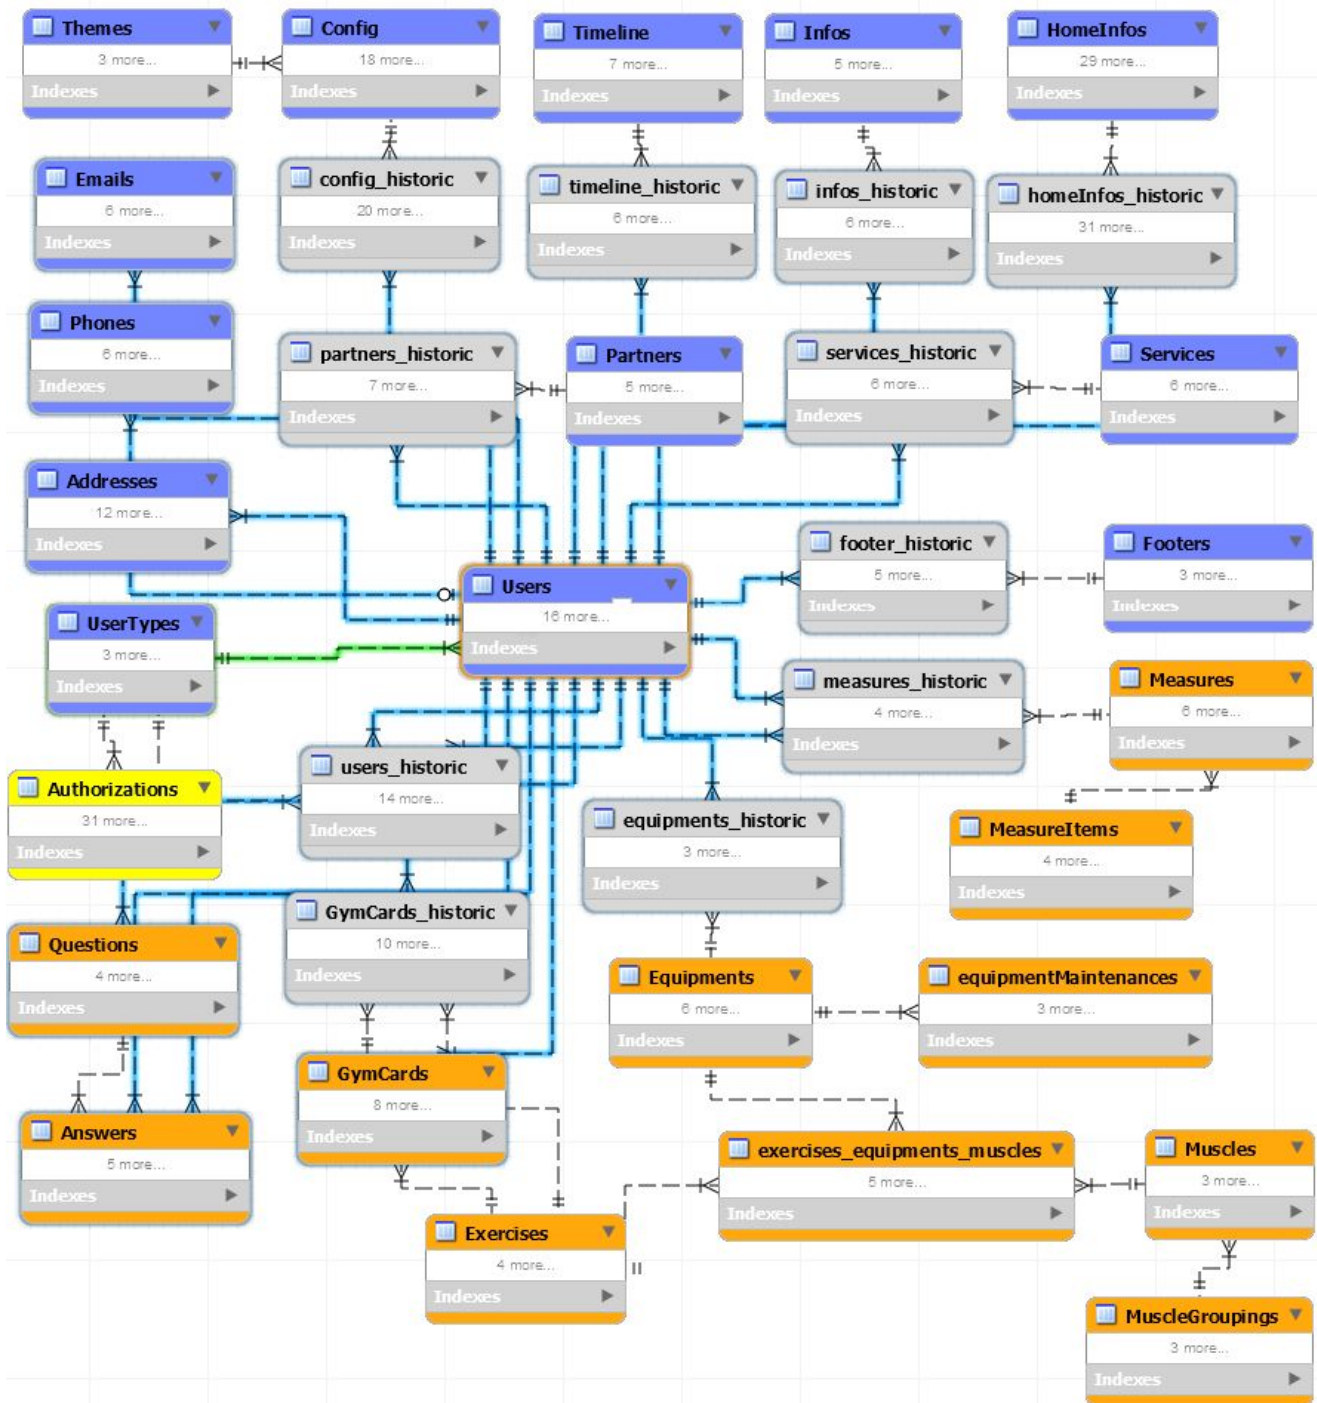 Themes
3 more...
Indexes
Config
18 more...
Indexes
Timeline
7 more...
Indexes
Infos
5 more...
Indexes
HomeInfos
29 more...
Indexes
Emails
6 more...
Indexes
config_historic
20 more...
Indexes
timeline_historic
6 more...
Indexes
infos_historic
6 more...
Indexes
homeInfos_historic
31 more...
Indexes
Phones
6 more...
Indexes
partners_historic
7 more...
Indexes
Partners
5 more...
Indexes
services_historic
6 more...
Indexes
Services
6 more...
Indexes
Addresses
12 more...
Indexes
Users
16 more...
Indexes
footer_historic
5 more...
Indexes
Footers
3 more...
Indexes
UserTypes
3 more...
Indexes
measures_historic
4 more...
Indexes
Measures
6 more...
Indexes
Authorizations
31 more...
Indexes
users_historic
14 more...
Indexes
equipments_historic
3 more...
Indexes
MeasureItems
4 more...
Indexes
Questions
4 more...
Indexes
GymCards_historic
10 more...
Indexes
Equipments
6 more...
Indexes
equipmentMaintenances
3 more...
Indexes
GymCards
8 more...
Indexes
Answers
5 more...
Indexes
exercises_equipments_muscles
5 more...
Indexes
Muscles
3 more...
Indexes
Exercises
4 more...
Indexes
MuscleGroupings
3 more...
Indexes